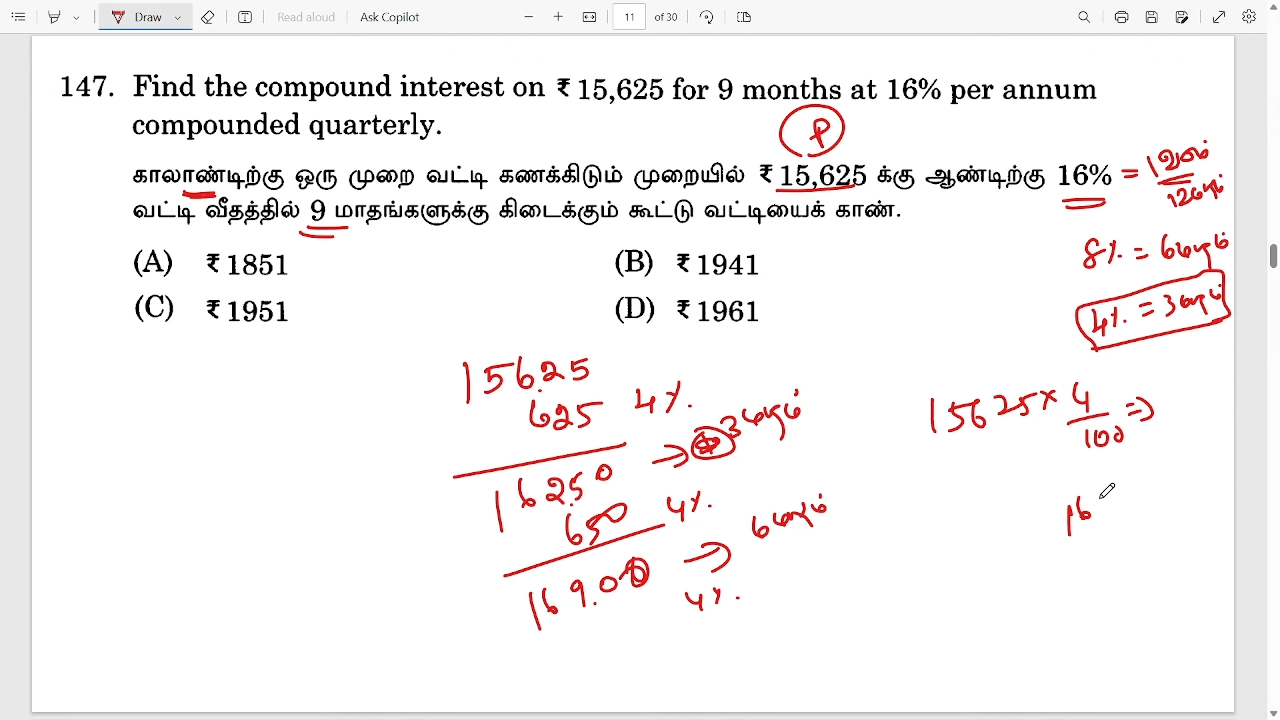 Draw
Read aloud
Ask Copilot
11 of 30
147. Find the compound interest on ₹ 15,625 for 9 months at 16% per annum
compounded quarterly.
P
காலாண்டிற்கு ஒரு முறை வட்டி கணக்கிடும் முறையில் ₹ 15,625 க்கு ஆண்டிற்கு 16%
வட்டி வீதத்தில் 9 மாதங்களுக்கு கிடைக்கும் கூட்டு வட்டியைக் காண்.
(A) ₹ 1851
(B) ₹ 1941
(C) ₹ 1951
(D) ₹ 1961
8% =
4% =
15625
625 4%.
16250 →
650 4%.
16900 →
4%.
15625 × 4/100 ⇒
16